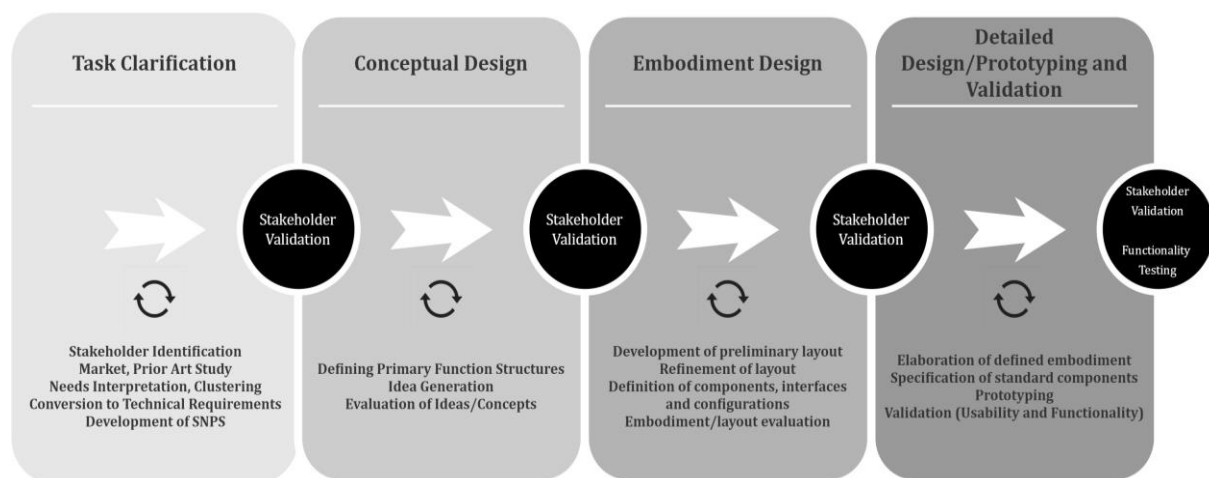 Task Clarification
Stakeholder
Validation
Stakeholder Identification
Market, Prior Art Study
Needs Interpretation, Clustering
Conversion to Technical Requirements
Development of SNPS
Conceptual Design
Stakeholder
Validation
Defining Primary Function Structures
Idea Generation
Evaluation of Ideas/Concepts
Embodiment Design
Stakeholder
Validation
Development of preliminary layout
Refinement of layout
Definition of components, interfaces
and configurations
Embodiment/layout evaluation
Detailed
Design/Prototyping and
Validation
Stakeholder
Validation
Functionality
Testing
Elaboration of defined embodiment
Specification of standard components
Prototyping
Validation (Usability and Functionality)